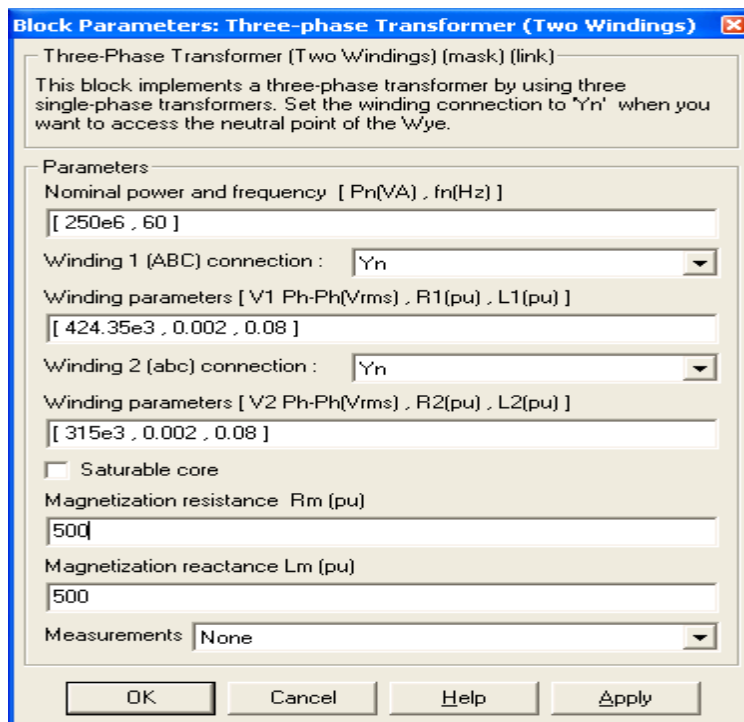 Block Parameters: Three-phase Transformer (Two Windings)
Three-Phase Transformer (Two Windings) (mask) (link)
This block implements a three-phase transformer by using three
single-phase transformers. Set the winding connection to 'Yn' when you
want to access the neutral point of the Wye.
Parameters
Nominal power and frequency [ Pn(VA) , fn(Hz) ]
[ 250e6 , 60 ]
Winding 1 (ABC) connection : Yn
Winding parameters [ V1 Ph-Ph(Vrms) , R1(pu) , L1(pu) ]
[ 424.35e3 , 0.002 , 0.08 ]
Winding 2 (abc) connection : Yn
Winding parameters [ V2 Ph-Ph(Vrms) , R2(pu) , L2(pu) ]
[ 315e3 , 0.002 , 0.08 ]
Saturable core
Magnetization resistance Rm (pu)
500
Magnetization reactance Lm (pu)
500
Measurements None
OK Cancel Help Apply